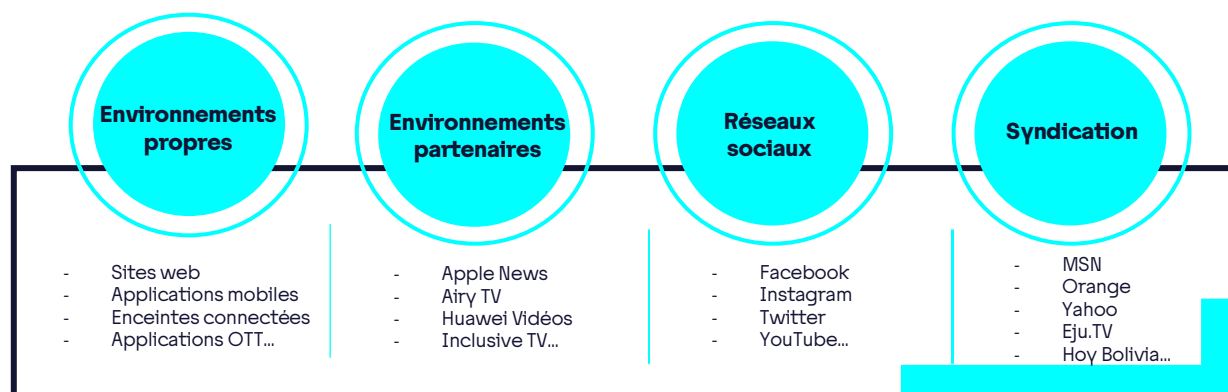 Environnements
propres
- Sites web
- Applications mobiles
- Enceintes connectées
- Applications OTT...
Environnements
partenaires
- Apple News
- Airy TV
- Huawei Vidéos
- Inclusive TV...
Réseaux
sociaux
- Facebook
- Instagram
- Twitter
- YouTube...
Syndication
- MSN
- Orange
- Yahoo
- Eju.TV
- Hoy Bolivia...